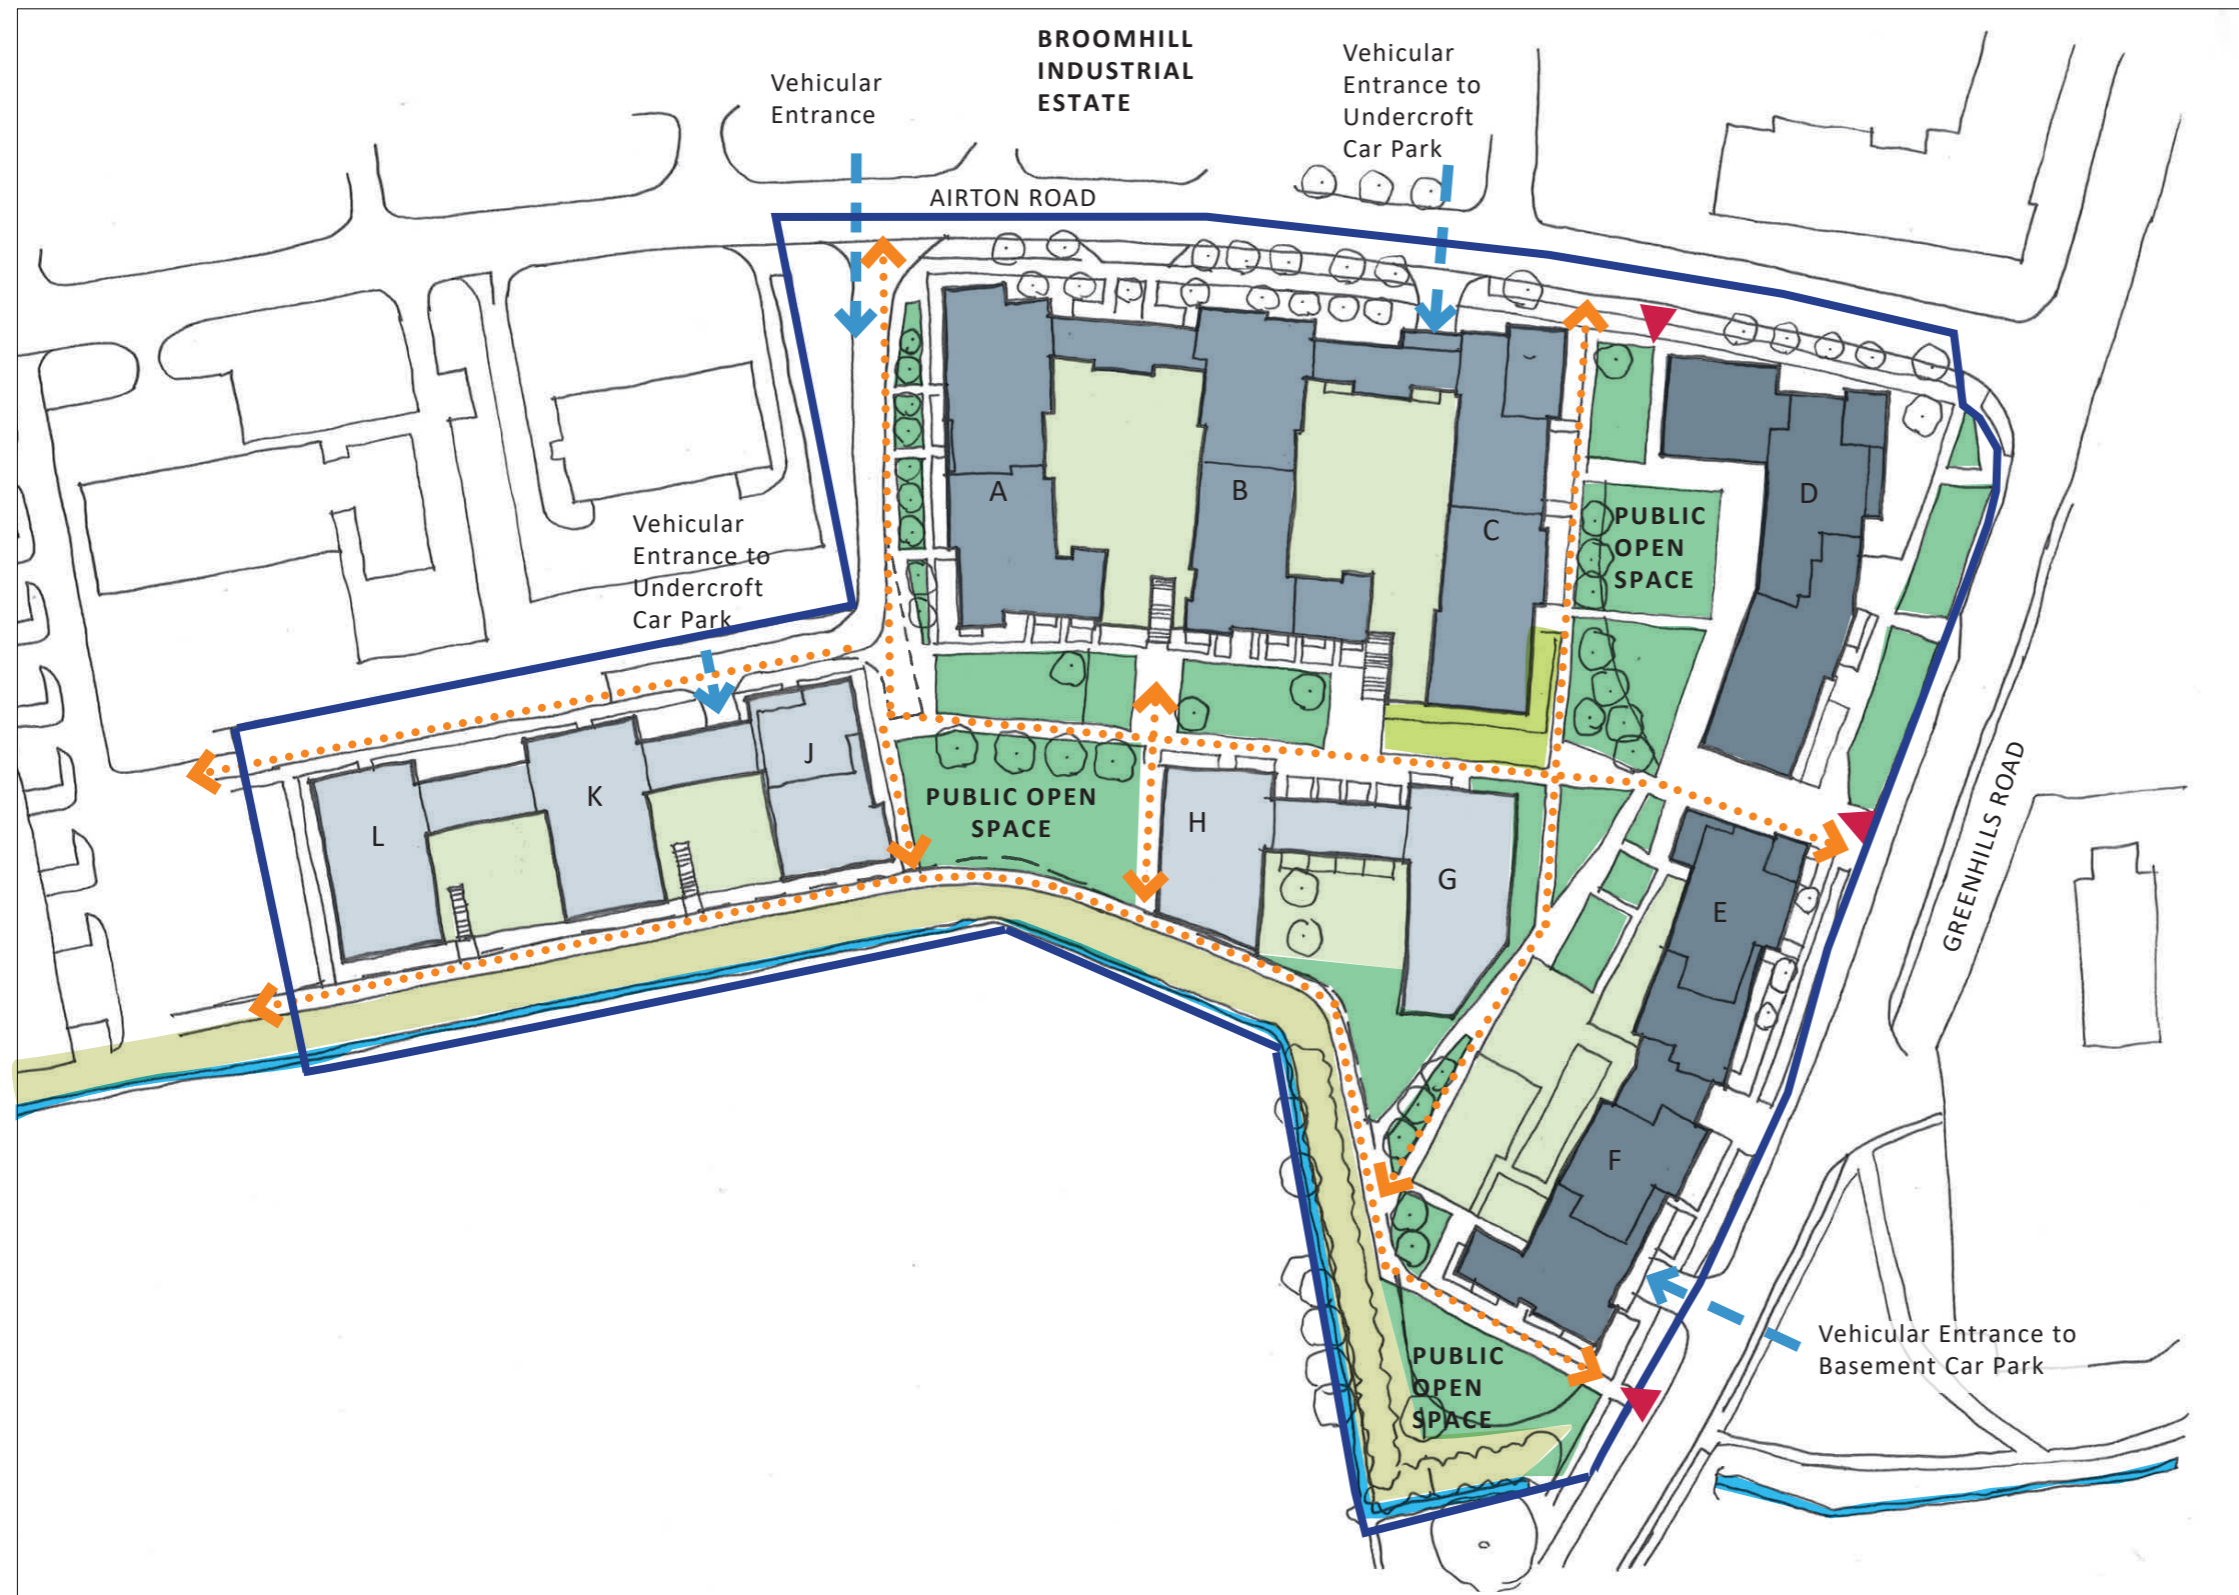 BROOMHILL
INDUSTRIAL
ESTATE
Vehicular
Entrance
Vehicular
Entrance to
Undercroft
Car Park
AIRTON ROAD
Vehicular
Entrance to
Undercroft
Car Park
A
B
C
D
PUBLIC
OPEN
SPACE
J
K
L
PUBLIC OPEN
SPACE
H
G
E
F
GREENHILLS ROAD
Vehicular Entrance to
Basement Car Park
PUBLIC
OPEN
SPACE